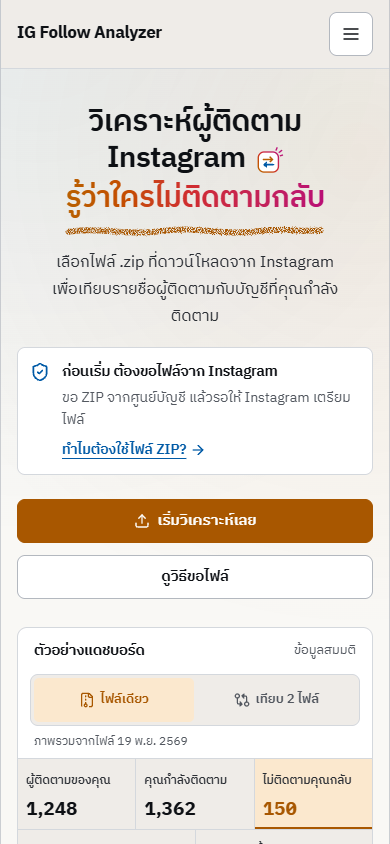 IG Follow Analyzer
วิเคราะห์ผู้ติดตาม
Instagram
รู้ว่าใครไม่ติดตามกลับ
เลือกไฟล์ .zip ที่ดาวน์โหลดจาก Instagram
เพื่อเทียบรายชื่อผู้ติดตามกับบัญชีที่คุณกำลัง
ติดตาม
ก่อนเริ่ม ต้องขอไฟล์จาก Instagram
ขอ ZIP จากศูนย์บัญชี แล้วรอให้ Instagram เตรียม
ไฟล์
ทำไมต้องใช้ไฟล์ ZIP?
เริ่มวิเคราะห์เลย
ดูวิธีขอไฟล์
ตัวอย่างแดชบอร์ด
ข้อมูลสมมติ
ไฟล์เดียว
เทียบ 2 ไฟล์
ภาพรวมจากไฟล์ 19 พ.ย. 2569
ผู้ติดตามของคุณ
คุณกำลังติดตาม
ไม่ติดตามคุณกลับ
1,248
1,362
150